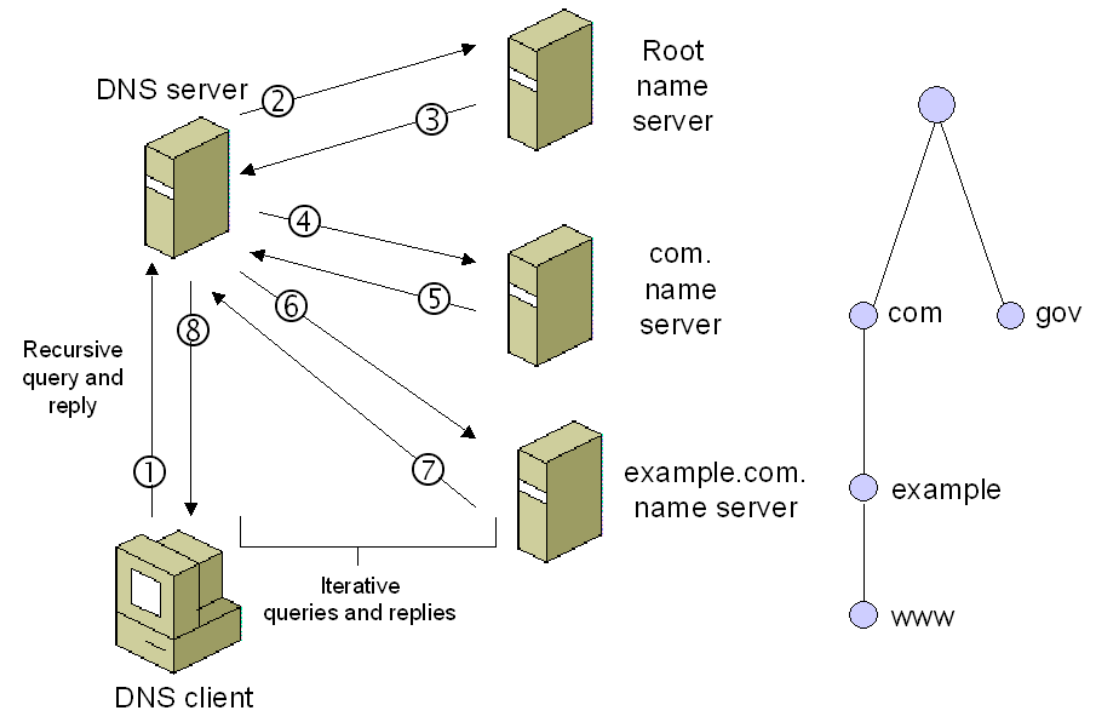 DNS server
②
③
Root
name
server
④
⑤
com.
name
server
⑥
⑦
example.com.
name server
①
⑧
Recursive
query and
reply
Iterative
queries and replies
DNS client
com
gov
example
www